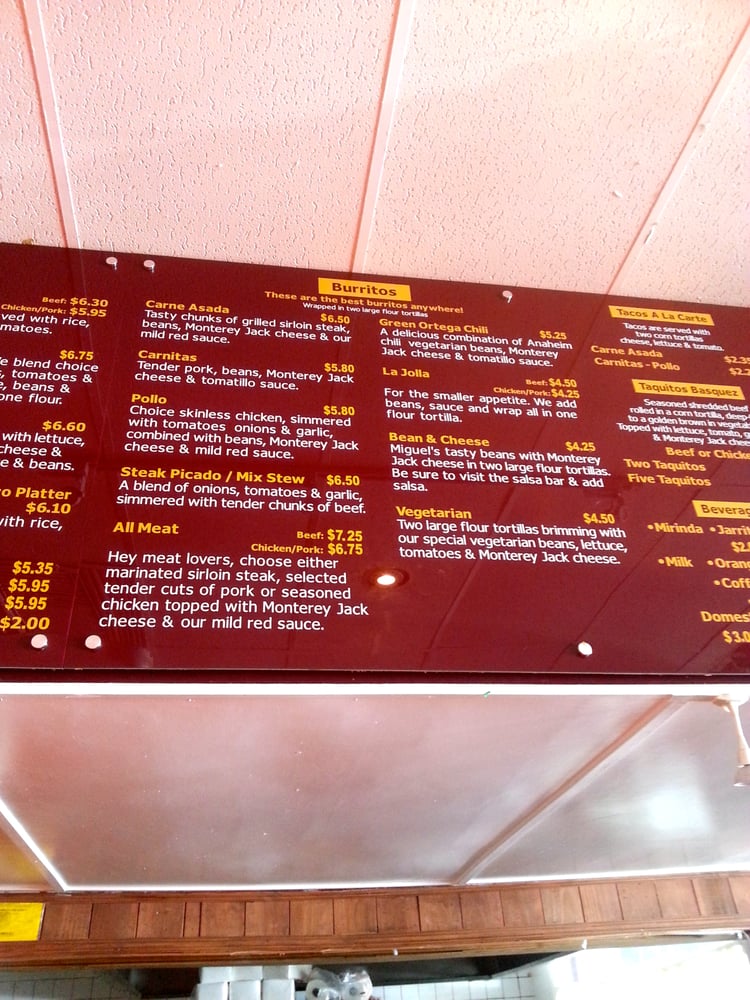 Beef: $6.30
Chicken/Pork: $5.95
ved with rice,
matoes.
$6.75
blend choice
tomatoes &
beans &
one flour.
$6.60
with lettuce,
cheese &
e & beans.
o Platter
$6.10
with rice,
$5.35
$5.95
$5.95
$2.00
Burritos
These are the best burritos anywhere!
Wrapped in two large flour tortillas
Carne Asada $6.50
Tasty chunks of grilled sirloin steak,
beans, Monterey Jack cheese & our
mild red sauce.
Carnitas $5.80
Tender pork, beans, Monterey Jack
cheese & tomatillo sauce.
Pollo $5.80
Choice skinless chicken, simmered
with tomatoes onions & garlic,
combined with beans, Monterey Jack
cheese & mild red sauce.
Steak Picado / Mix Stew $6.50
A blend of onions, tomatoes & garlic,
simmered with tender chunks of beef.
All Meat Beef: $7.25
Chicken/Pork: $6.75
Hey meat lovers, choose either
marinated sirloin steak, selected
tender cuts of pork or seasoned
chicken topped with Monterey Jack
cheese & our mild red sauce.
Green Ortega Chili $5.25
A delicious combination of Anaheim
chili vegetarian beans, Monterey
Jack cheese & tomatillo sauce.
La Jolla Beef: $4.50
Chicken/Pork: $4.25
For the smaller appetite. We add
beans, sauce and wrap all in one
flour tortilla.
Bean & Cheese $4.25
Miguel's tasty beans with Monterey
Jack cheese in two large flour tortillas.
Be sure to visit the salsa bar & add
salsa.
Vegetarian $4.50
Two large flour tortillas brimming with
our special vegetarian beans, lettuce,
tomatoes & Monterey Jack cheese.
Tacos A La Carte
Tacos are served with
two corn tortillas
cheese, lettuce & tomato.
Carne Asada
Carnitas - Pollo
Taquitos Basquez
Seasoned shredded beef
rolled in a corn tortilla, deep
to a golden brown in vegetab
Topped with lettuce, tomato,
& Monterey Jack chee
Beef or Chicke
Two Taquitos
Five Taquitos
Beverag
•Mirinda •Jarrit
•Milk •Oran
•Coff
Domes
$3.0